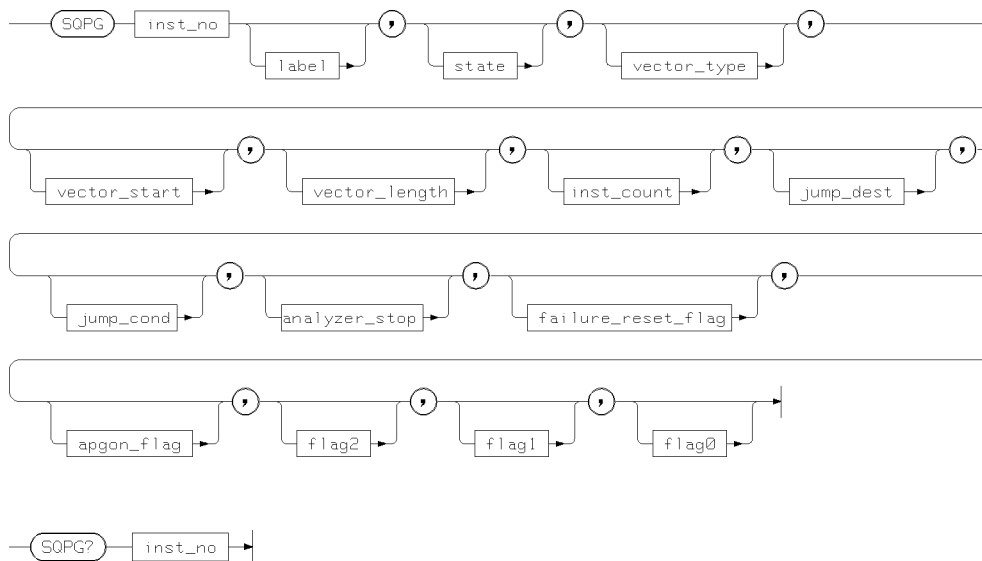 SQPG inst_no , , ,
label state vector_type
, , , ,
vector_start vector_length inst_count jump_dest
, , ,
jump_cond analyzer_stop failure_reset_flag
, , ,
apgon_flag flag2 flag1 flag0
SQPG? inst_no